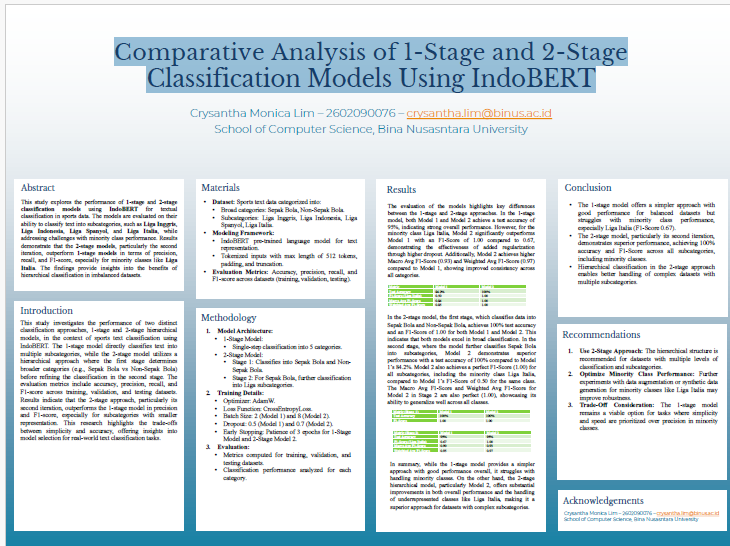 Comparative Analysis of 1-Stage and 2-Stage
Classification Models Using IndoBERT
Crysantha Monica Lim – 2602090076 – crysantha.lim@binus.ac.id
School of Computer Science, Bina Nusasntara University
Abstract
This study explores the performance of 1-stage and 2-stage
classification models using IndoBERT for textual
classification in sports data. The models are evaluated on their
ability to classify text into subcategories, such as Liga Inggris,
Liga Indonesia, Liga Spanyol, and Liga Italia, while
addressing challenges with minority class performance. Results
demonstrate that the 2-stage models, particularly the second
iteration, outperform 1-stage models in terms of precision,
recall, and F1-score, especially for minority classes like Liga
Italia. The findings provide insights into the benefits of
hierarchical classification in imbalanced datasets.
Introduction
This study investigates the performance of two distinct
classification approaches, 1-stage and 2-stage hierarchical
models, in the context of sports text classification using
IndoBERT. The 1-stage model directly classifies text into
multiple subcategories, while the 2-stage model utilizes a
hierarchical approach where the first stage determines
broader categories (e.g., Sepak Bola vs Non-Sepak Bola)
before refining the classification in the second stage. The
evaluation metrics include accuracy, precision, recall, and
F1-score across training, validation, and testing datasets.
Results indicate that the 2-stage approach, particularly its
second iteration, outperforms the 1-stage model in precision
and F1-score, especially for subcategories with smaller
representation. This research highlights the trade-offs
between simplicity and accuracy, offering insights into
model selection for real-world text classification tasks.
Materials
• Dataset: Sports text data categorized into:
• Broad categories: Sepak Bola, Non-Sepak Bola.
• Subcategories: Liga Inggris, Liga Indonesia, Liga
Spanyol, Liga Italia.
• Modeling Framework:
• IndoBERT pre-trained language model for text
representation.
• Tokenized inputs with max length of 512 tokens,
padding, and truncation.
• Evaluation Metrics: Accuracy, precision, recall, and
F1-score across datasets (training, validation, testing).
Methodology
1. Model Architecture:
• 1-Stage Model:
• Single-step classification into 5 categories.
• 2-Stage Model:
• Stage 1: Classifies into Sepak Bola and Non-
Sepak Bola.
• Stage 2: For Sepak Bola, further classification
into Liga subcategories.
2. Training Details:
• Optimizer: AdamW.
• Loss Function: CrossEntropyLoss.
• Batch Size: 2 (Model 1) and 8 (Model 2).
• Dropout: 0.5 (Model 1) and 0.7 (Model 2).
• Early Stopping: Patience of 3 epochs for 1-Stage
Model and 2-Stage Model 2.
3. Evaluation:
• Metrics computed for training, validation, and
testing datasets.
• Classification performance analyzed for each
category.
Results
The evaluation of the models highlights key differences
between the 1-stage and 2-stage approaches. In the 1-stage
model, both Model 1 and Model 2 achieve a test accuracy of
95%, indicating strong overall performance. However, for the
minority class Liga Italia, Model 2 significantly outperforms
Model 1 with an F1-Score of 1.00 compared to 0.67,
demonstrating the effectiveness of added regularization
through higher dropout. Additionally, Model 2 achieves higher
Macro Avg F1-Score (0.93) and Weighted Avg F1-Score (0.97)
compared to Model 1, showing improved consistency across all
categories.
In the 2-stage model, the first stage, which classifies data into
Sepak Bola and Non-Sepak Bola, achieves 100% test accuracy
and an F1-Score of 1.00 for both Model 1 and Model 2. This
indicates that both models excel in broad classification. In the
second stage, where the model further classifies Sepak Bola
into subcategories, Model 2 demonstrates superior
performance with a test accuracy of 100% compared to Model
1's 84.2%. Model 2 also achieves a perfect F1-Score (1.00) for
all subcategories, including the minority class Liga Italia,
compared to Model 1's F1-Score of 0.50 for the same class.
The Macro Avg F1-Score and Weighted Avg F1-Score for
Model 2 in Stage 2 are also perfect (1.00), showcasing its
ability to generalize well across all classes.
In summary, while the 1-stage model provides a simpler
approach with good performance overall, it struggles with
handling minority classes. On the other hand, the 2-stage
hierarchical model, particularly Model 2, offers substantial
improvements in both overall performance and the handling
of underrepresented classes like Liga Italia, making it a
superior approach for datasets with complex subcategories.
Conclusion
• The 1-stage model offers a simpler approach with
good performance for balanced datasets but
struggles with minority class performance,
especially Liga Italia (F1-Score 0.67).
• The 2-stage model, particularly its second iteration,
demonstrates superior performance, achieving 100%
accuracy and F1-Score across all subcategories,
including minority classes.
• Hierarchical classification in the 2-stage approach
enables better handling of complex datasets with
multiple subcategories.
Recommendations
1. Use 2-Stage Approach: The hierarchical structure is
recommended for datasets with multiple levels of
classification and subcategories.
2. Optimize Minority Class Performance: Further
experiments with data augmentation or synthetic data
generation for minority classes like Liga Italia may
improve robustness.
3. Trade-Off Consideration: The 1-stage model
remains a viable option for tasks where simplicity
and speed are prioritized over precision in minority
classes.
Acknowledgements
Crysantha Monica Lim – 2602090076 – crysantha.lim@binus.ac.id
School of Computer Science, Bina Nusasntara University